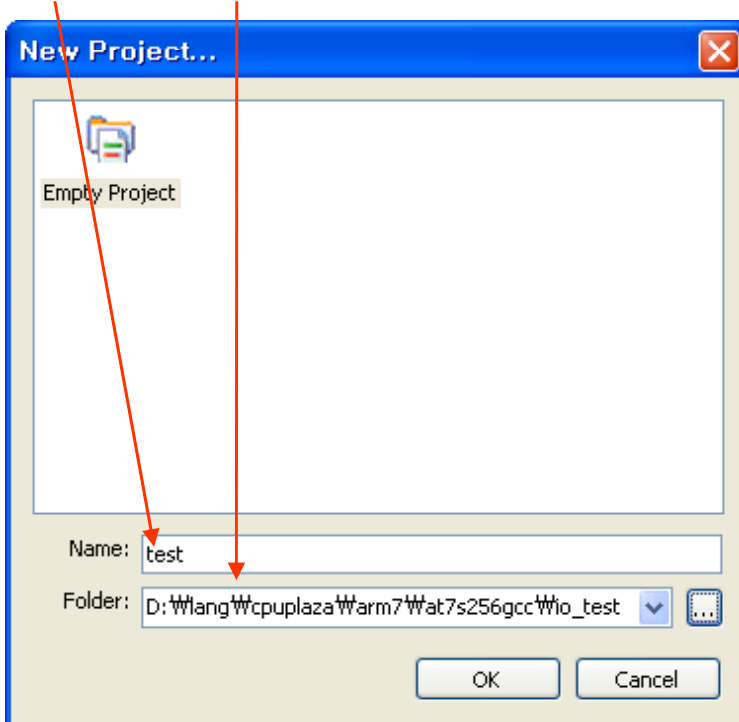 New Project...
Empty Project
Name: test
Folder: D:₩lang₩cpuplaza₩arm7₩at7s256gcc₩io_test ...
OK Cancel